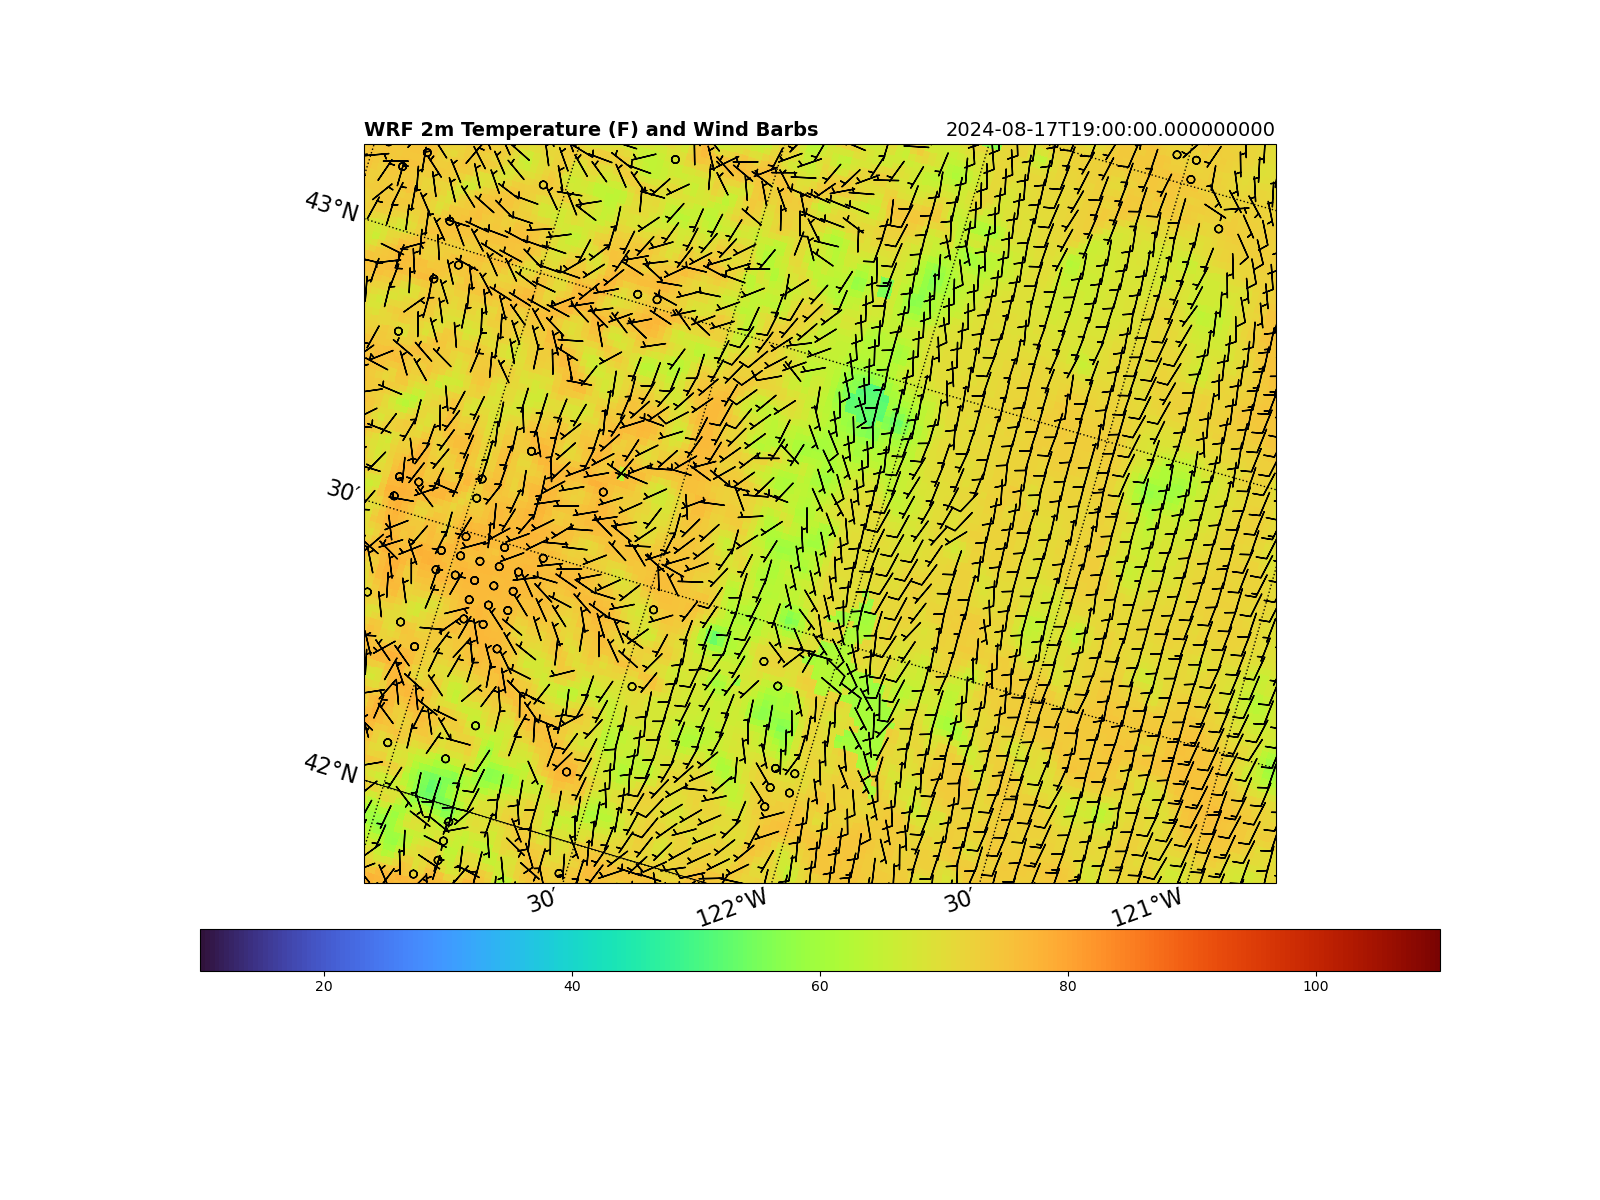 WRF 2m Temperature (F) and Wind Barbs
2024-08-17T19:00:00.000000000
43°N
30′
42°N
30′
122°W
30′
121°W
20
40
60
80
100